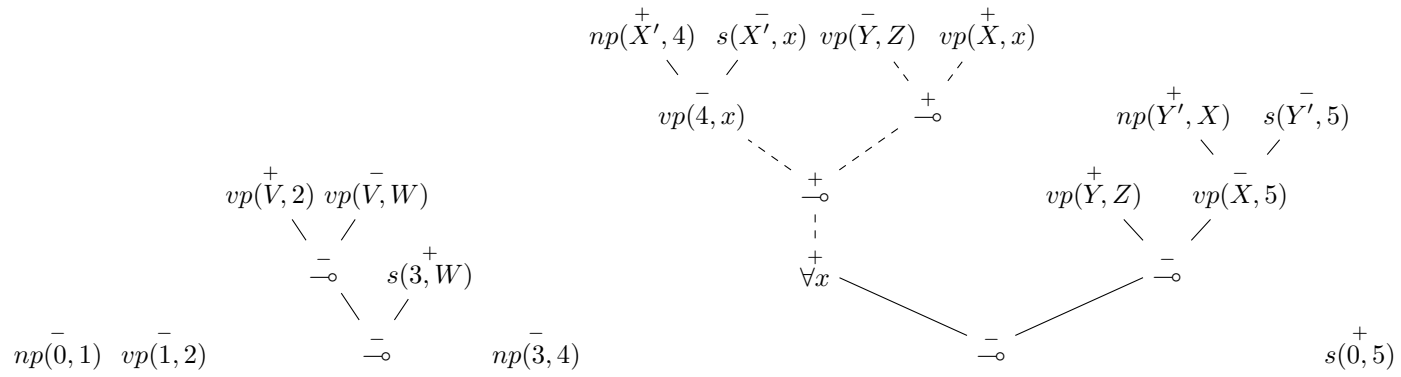 + − − +
np(X′, 4) s(X′, x) vp(Y, Z) vp(X, x)
− + + −
vp(4, x) ⊸ np(Y′, X) s(Y′, 5)
+ − + + −
vp(V, 2) vp(V, W) ⊸ vp(Y, Z) vp(X, 5)
− + + −
⊸ s(3, W) ∀x ⊸
− − − − − +
np(0, 1) vp(1, 2) ⊸ np(3, 4) ⊸ s(0, 5)